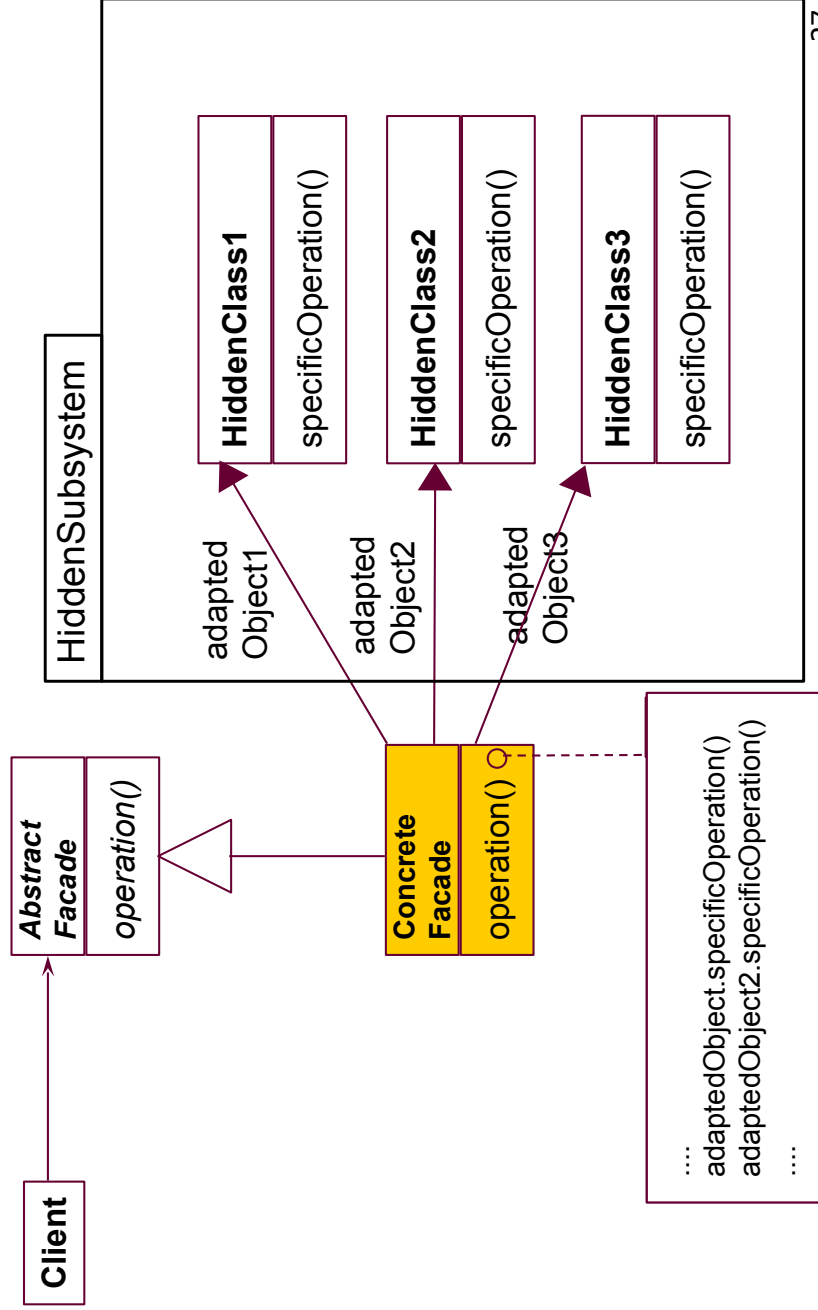 Client
Abstract
Facade
operation()
HiddenSubsystem
Concrete
Facade
operation()
adapted
Object1
adapted
Object2
adapted
Object3
HiddenClass1
specificOperation()
HiddenClass2
specificOperation()
HiddenClass3
specificOperation()
....
adaptedObject.specificOperation()
adaptedObject2.specificOperation()
....